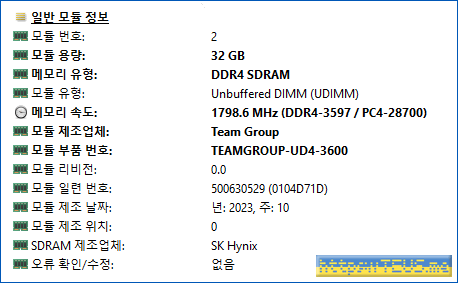 일반 모듈 정보
모듈 번호: 2
모듈 용량: 32 GB
메모리 유형: DDR4 SDRAM
모듈 유형: Unbuffered DIMM (UDIMM)
메모리 속도: 1798.6 MHz (DDR4-3597 / PC4-28700)
모듈 제조업체: Team Group
모듈 부품 번호: TEAMGROUP-UD4-3600
모듈 리비전: 0.0
모듈 일련 번호: 500630529 (0104D71D)
모듈 제조 날짜: 년: 2023, 주: 10
모듈 제조 위치: 0
SDRAM 제조업체: SK Hynix
오류 확인/수정: 없음